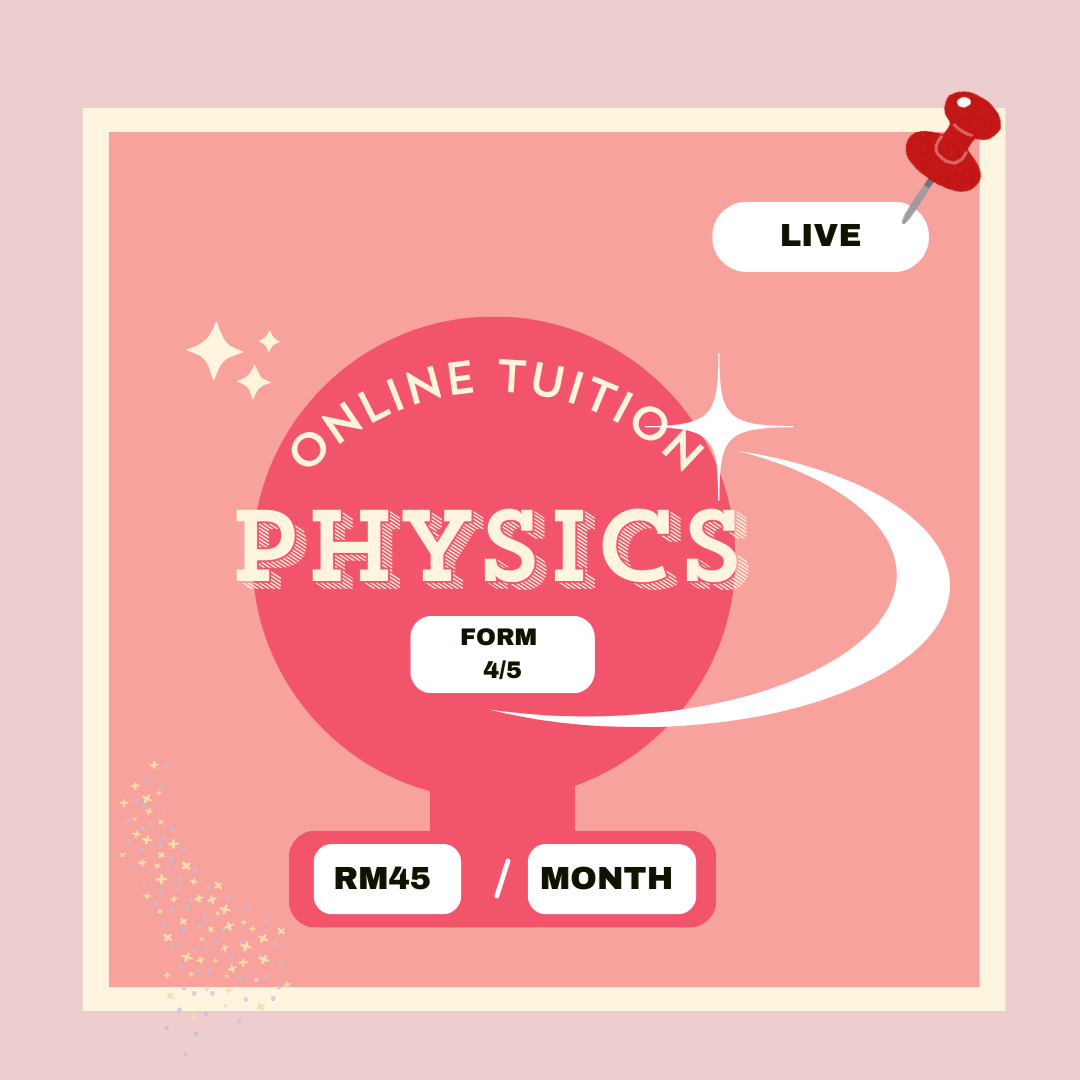 LIVE
ONLINE TUITION
PHYSICS
FORM
4/5
RM45 / MONTH